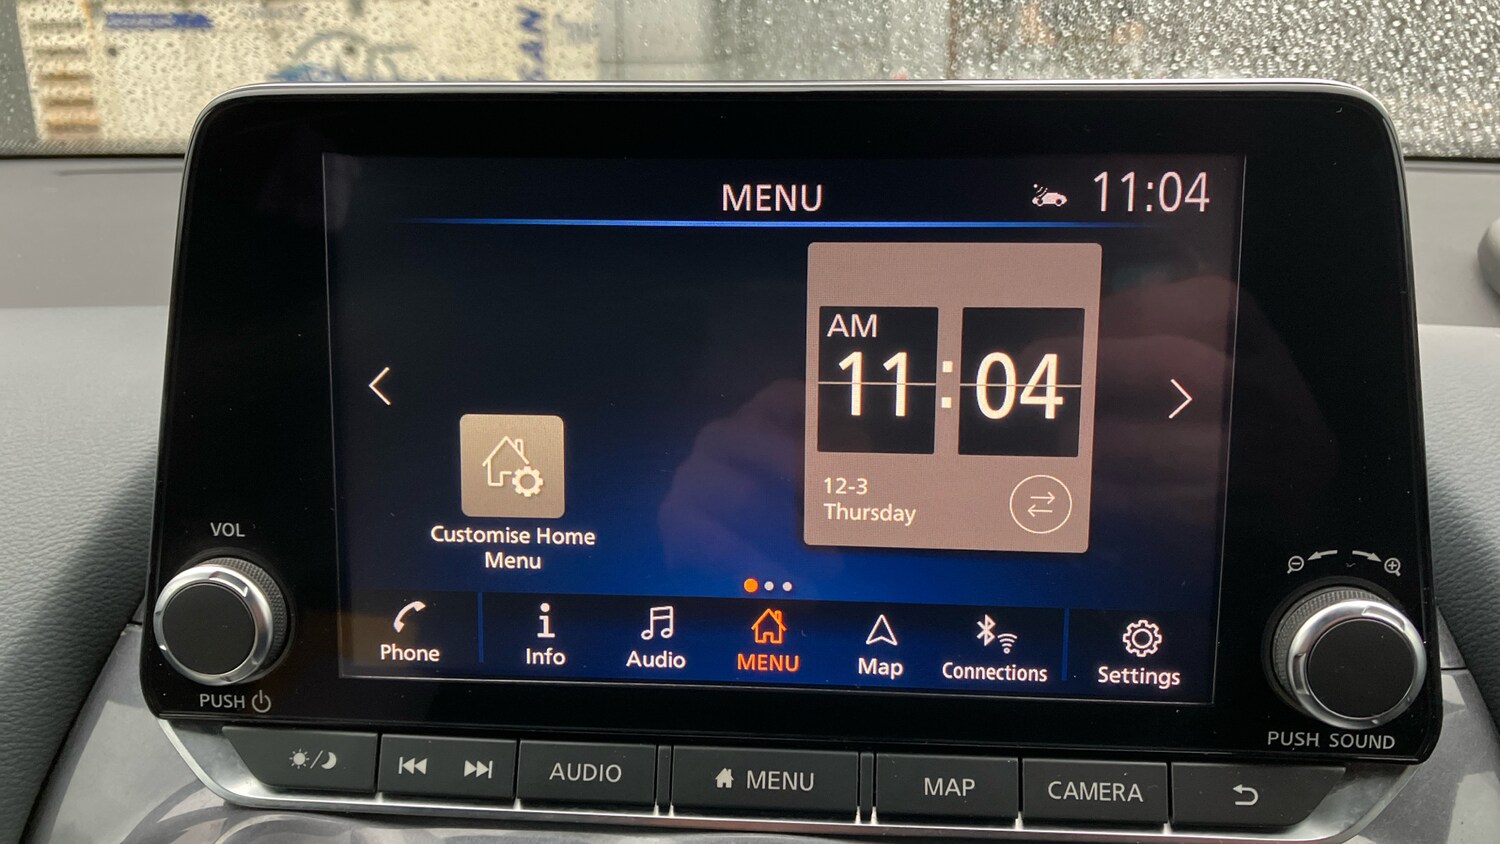 SAN
MENU
11:04
AM
11:04
12-3
Thursday
Customise Home
Menu
Phone
Info
Audio
MENU
Map
Connections
Settings
VOL
PUSH
PUSH SOUND
AUDIO
MENU
MAP
CAMERA